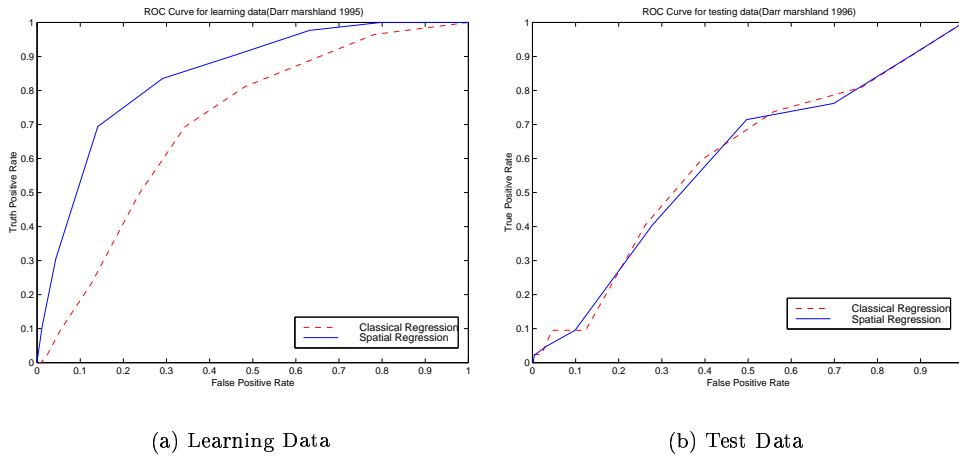 ROC Curve for learning data(Darr marshland 1995)
1
0.9
0.8
0.7
0.6
0.5
0.4
0.3
0.2
0.1
0
Truth Positive Rate
0 0.1 0.2 0.3 0.4 0.5 0.6 0.7 0.8 0.9 1
False Positive Rate
Classical Regression
Spatial Regression
(a) Learning Data
ROC Curve for testing data(Darr marshland 1996)
1
0.9
0.8
0.7
0.6
0.5
0.4
0.3
0.2
0.1
0
True Positive Rate
0 0.1 0.2 0.3 0.4 0.5 0.6 0.7 0.8 0.9
False Positive Rate
Classical Regression
Spatial Regression
(b) Test Data